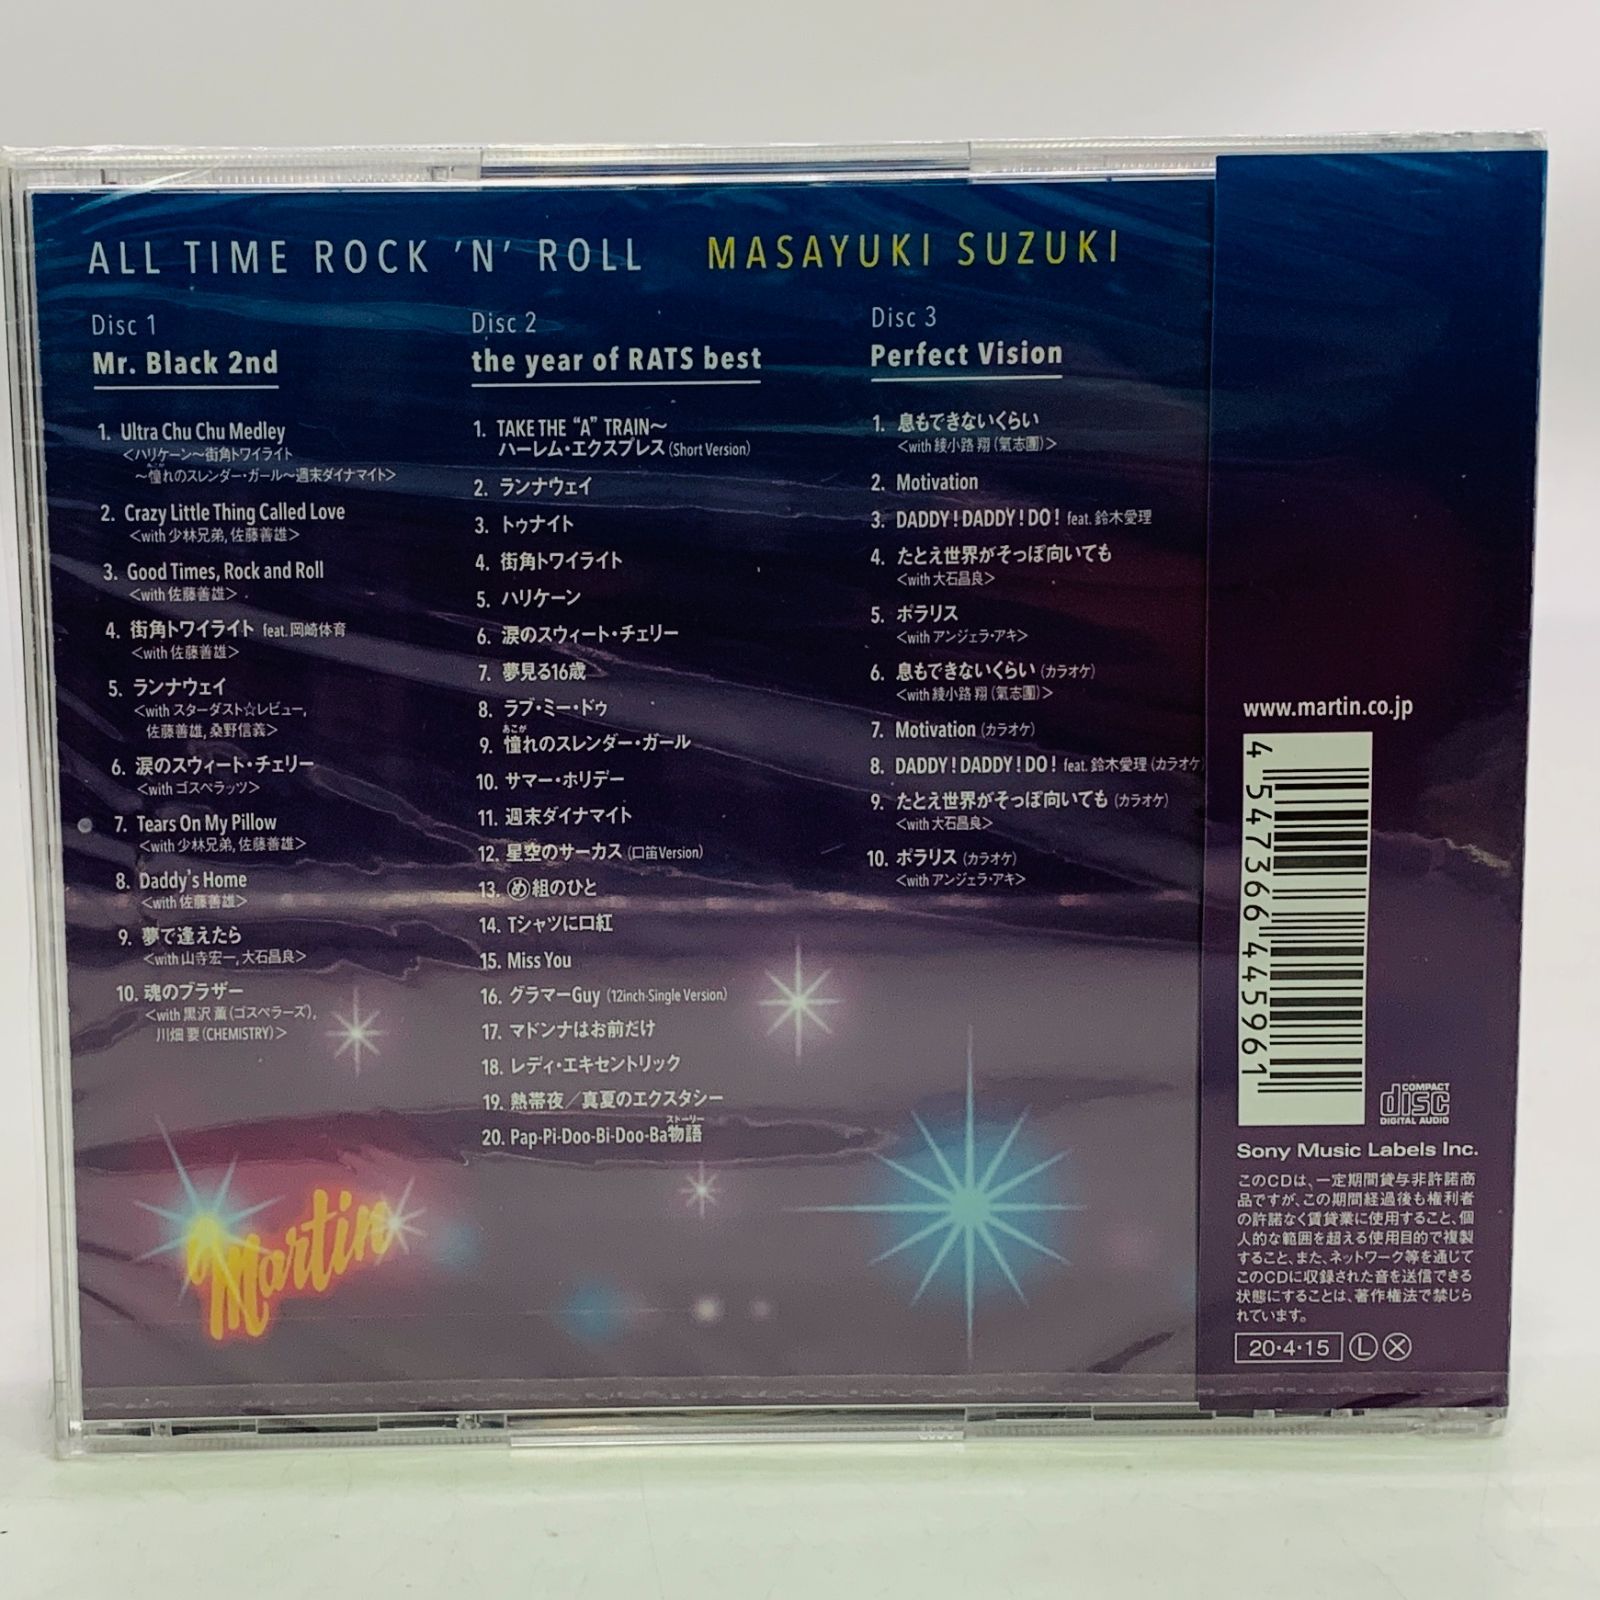 ALL TIME ROCK 'N' ROLL MASAYUKI SUZUKI
Disc 1
Mr. Black 2nd
1. Ultra Chu Chu Medley
<ハリケーン〜街角トワイライト
〜憧れのスレンダー・ガール〜週末ダイナマイト>
あこが
2. Crazy Little Thing Called Love
<with 少林兄弟, 佐藤善雄>
3. Good Times, Rock and Roll
<with 佐藤善雄>
4. 街角トワイライト feat. 岡崎体育
<with 佐藤善雄>
5. ランナウェイ
<with スターダスト☆レビュー,
佐藤善雄, 桑野信義>
6. 涙のスウィート・チェリー
<with ゴスペラッツ>
7. Tears On My Pillow
<with 少林兄弟, 佐藤善雄>
8. Daddy's Home
<with 佐藤善雄>
9. 夢で逢えたら
<with 山寺宏一, 大石昌良>
10. 魂のブラザー
<with 黒沢 薫(ゴスペラーズ),
川畑 要(CHEMISTRY)>
Martin
Disc 2
the year of RATS best
1. TAKE THE “A” TRAIN〜
ハーレム・エクスプレス (Short Version)
2. ランナウェイ
3. トゥナイト
4. 街角トワイライト
5. ハリケーン
6. 涙のスウィート・チェリー
7. 夢見る16歳
8. ラブ・ミー・ドゥ
あこが
9. 憧れのスレンダー・ガール
10. サマー・ホリデー
11. 週末ダイナマイト
12. 星空のサーカス (口笛Version)
13. ㋱組のひと
14. Tシャツに口紅
15. Miss You
16. グラマーGuy (12inch-Single Version)
17. マドンナはお前だけ
18. レディ・エキセントリック
19. 熱帯夜/真夏のエクスタシー
ストーリー
20. Pap-Pi-Doo-Bi-Doo-Ba物語
Disc 3
Perfect Vision
1. 息もできないくらい
<with 綾小路 翔(氣志團)>
2. Motivation
3. DADDY! DADDY! DO! feat. 鈴木愛理
4. たとえ世界がそっぽ向いても
<with 大石昌良>
5. ポラリス
<with アンジェラ・アキ>
6. 息もできないくらい (カラオケ)
<with 綾小路 翔(氣志團)>
7. Motivation (カラオケ)
8. DADDY! DADDY! DO! feat. 鈴木愛理 (カラオケ
9. たとえ世界がそっぽ向いても (カラオケ)
<with 大石昌良>
10. ポラリス (カラオケ)
<with アンジェラ・アキ>
www.martin.co.jp
4547366445961
COMPACT
disc
DIGITAL AUDIO
Sony Music Labels Inc.
このCDは、一定期間貸与非許諾商
品ですが、この期間経過後も権利者
の許諾なく賃貸業に使用すること、個
人的な範囲を超える使用目的で複製
すること、また、ネットワーク等を通じて
このCDに収録された音を送信できる
状態にすることは、著作権法で禁じら
れています。
20・4・15 Ⓛ Ⓧ